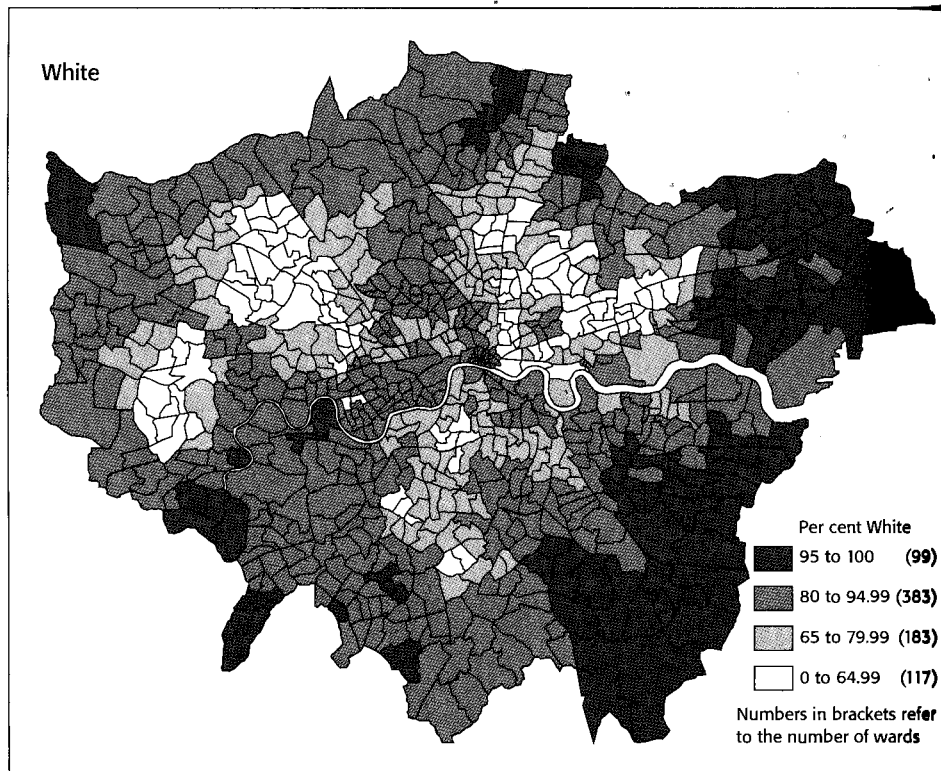 White
Per cent White
95 to 100 (99)
80 to 94.99 (383)
65 to 79.99 (183)
0 to 64.99 (117)
Numbers in brackets refer
to the number of wards